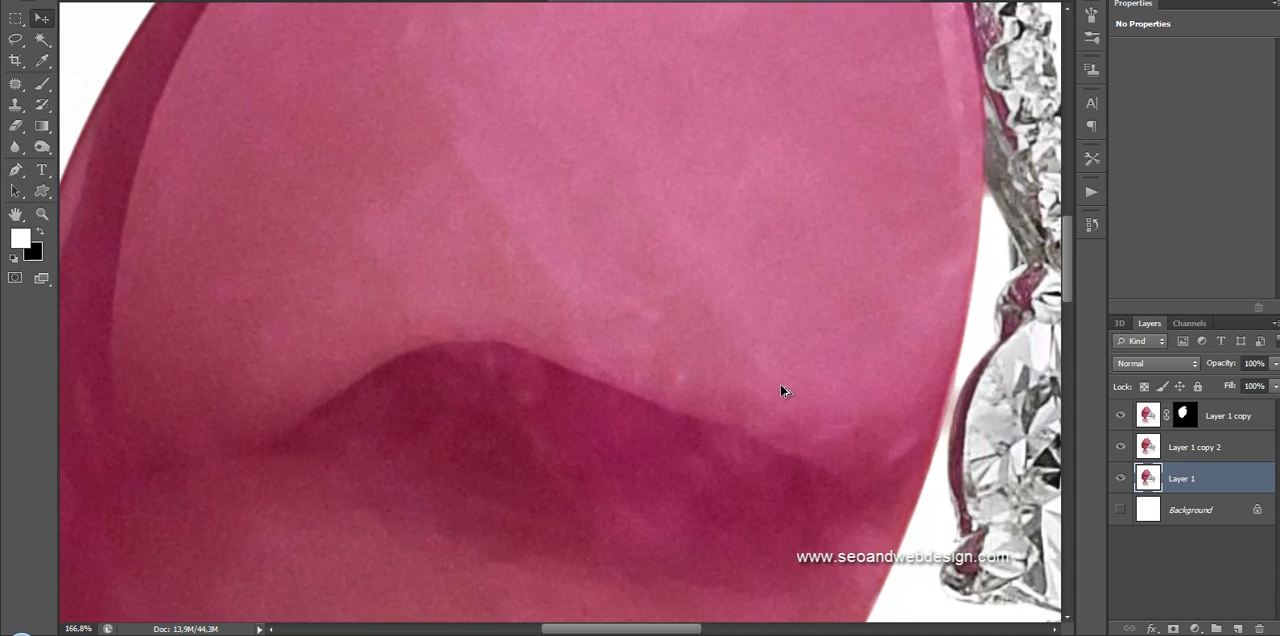 Properties
No Properties
3D Layers Channels
Kind
Normal Opacity: 100%
Lock: Fill: 100%
Layer 1 copy
Layer 1 copy 2
Layer 1
Background
www.seoandwebdesign.com
166,8% Doc: 13,9M/44,3M